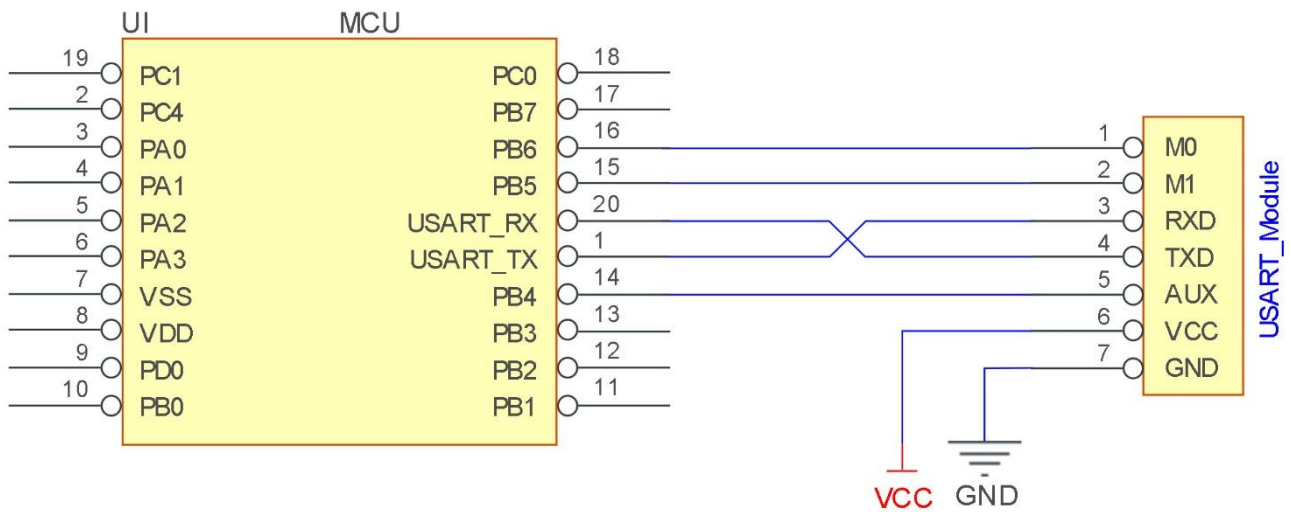 UI MCU
19 PC1 PC0 18
2 PC4 PB7 17
3 PA0 PB6 16
4 PA1 PB5 15
5 PA2 USART_RX 20
6 PA3 USART_TX 1
7 VSS PB4 14
8 VDD PB3 13
9 PD0 PB2 12
10 PB0 PB1 11
1 M0
2 M1
3 RXD
4 TXD
5 AUX
6 VCC
7 GND
USART_Module
VCC GND